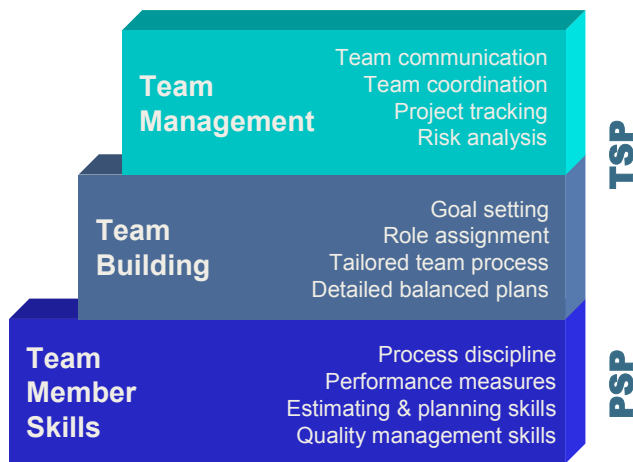 Team
Management
Team communication
Team coordination
Project tracking
Risk analysis
TSP
Team
Building
Goal setting
Role assignment
Tailored team process
Detailed balanced plans
Team
Member
Skills
Process discipline
Performance measures
Estimating & planning skills
Quality management skills
PSP